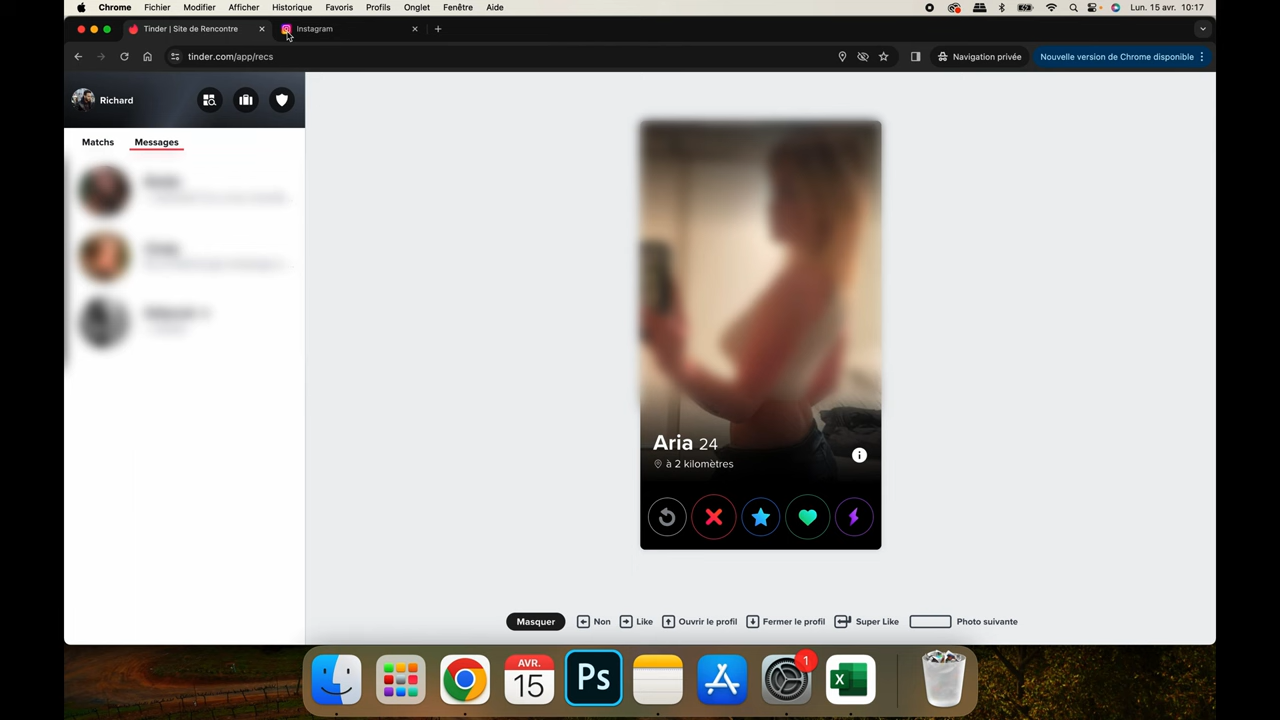 Chrome Fichier Modifier Afficher Historique Favoris Profils Onglet Fenêtre Aide Lun. 15 avr. 10:17
Tinder | Site de Rencontre Instagram
tinder.com/app/recs Navigation privée Nouvelle version de Chrome disponible
Richard
Matchs Messages
Aria 24
à 2 kilomètres
Masquer Non Like Ouvrir le profil Fermer le profil Super Like Photo suivante
AVR.
15
Ps
1
X